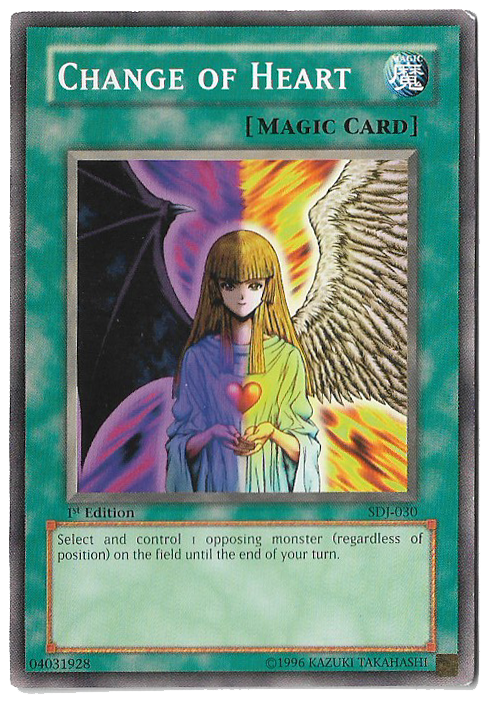 CHANGE OF HEART
MAGIC
魔
[MAGIC CARD]
1st Edition
SDJ-030
Select and control 1 opposing monster (regardless of
position) on the field until the end of your turn.
04031928
©1996 KAZUKI TAKAHASHI